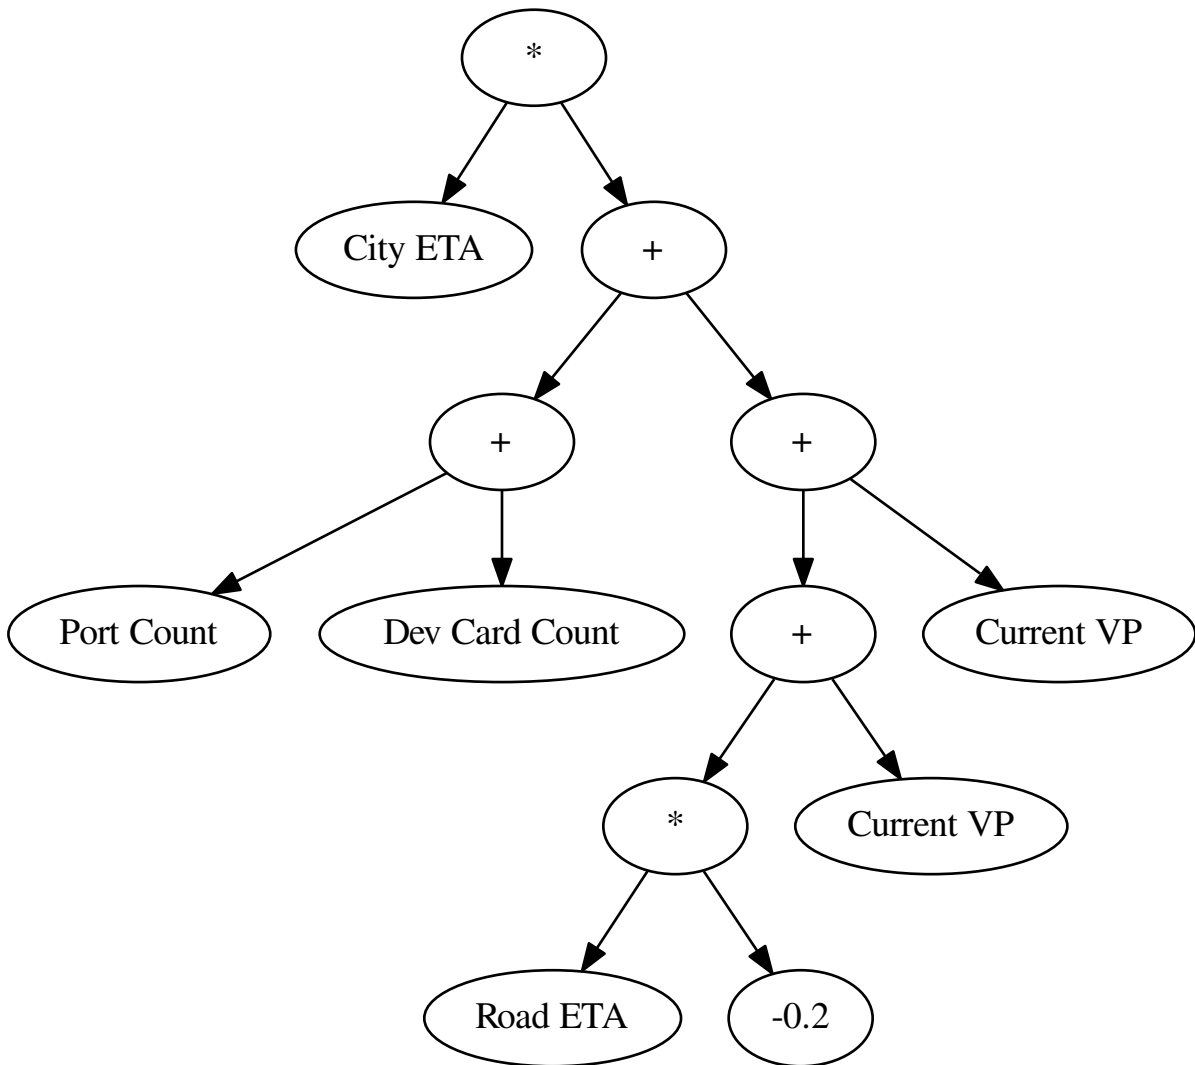 *
City ETA
+
+
+
Port Count
Dev Card Count
+
Current VP
*
Current VP
Road ETA
-0.2